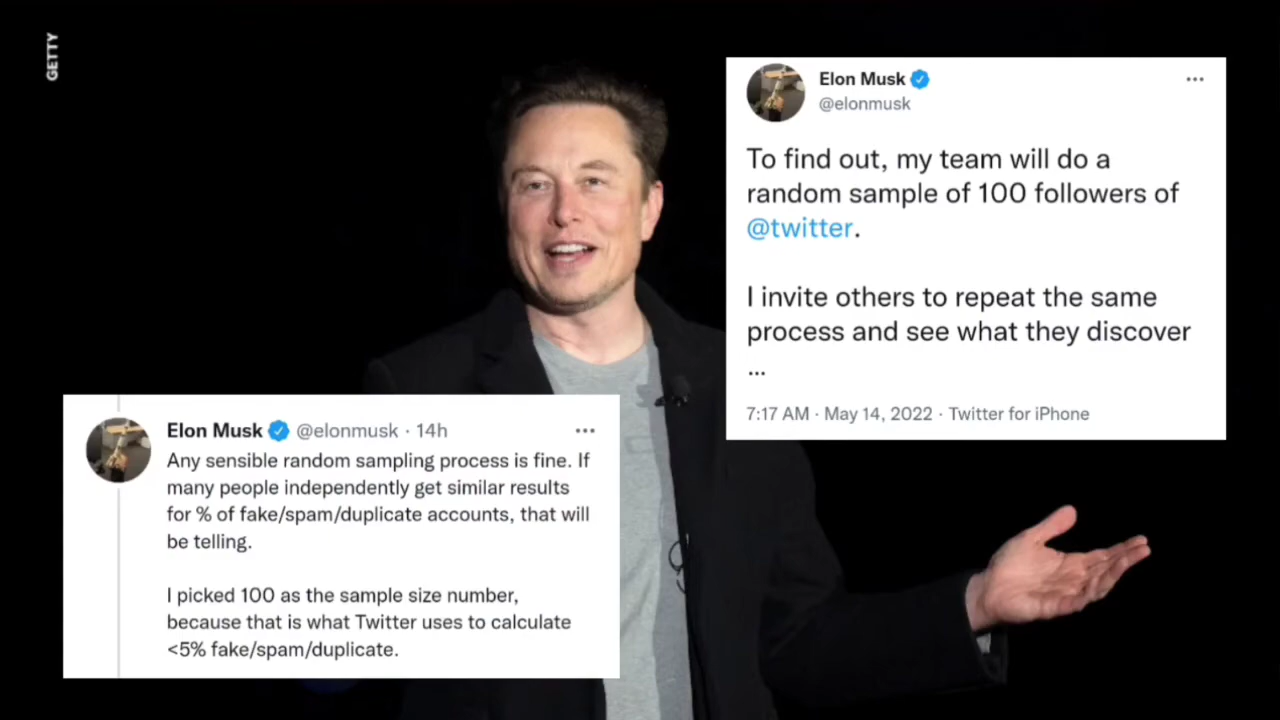 GETTY
Elon Musk
@elonmusk
To find out, my team will do a
random sample of 100 followers of
@twitter.
I invite others to repeat the same
process and see what they discover
...
7:17 AM · May 14, 2022 · Twitter for iPhone
Elon Musk @elonmusk · 14h
Any sensible random sampling process is fine. If
many people independently get similar results
for % of fake/spam/duplicate accounts, that will
be telling.
I picked 100 as the sample size number,
because that is what Twitter uses to calculate
<5% fake/spam/duplicate.